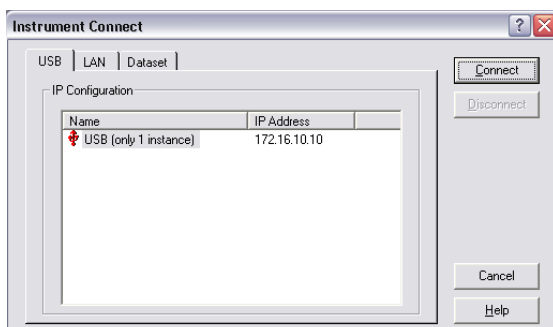 Instrument Connect
USB LAN Dataset
Connect
IP Configuration
Disconnect
Name IP Address
USB (only 1 instance) 172.16.10.10
Cancel
Help